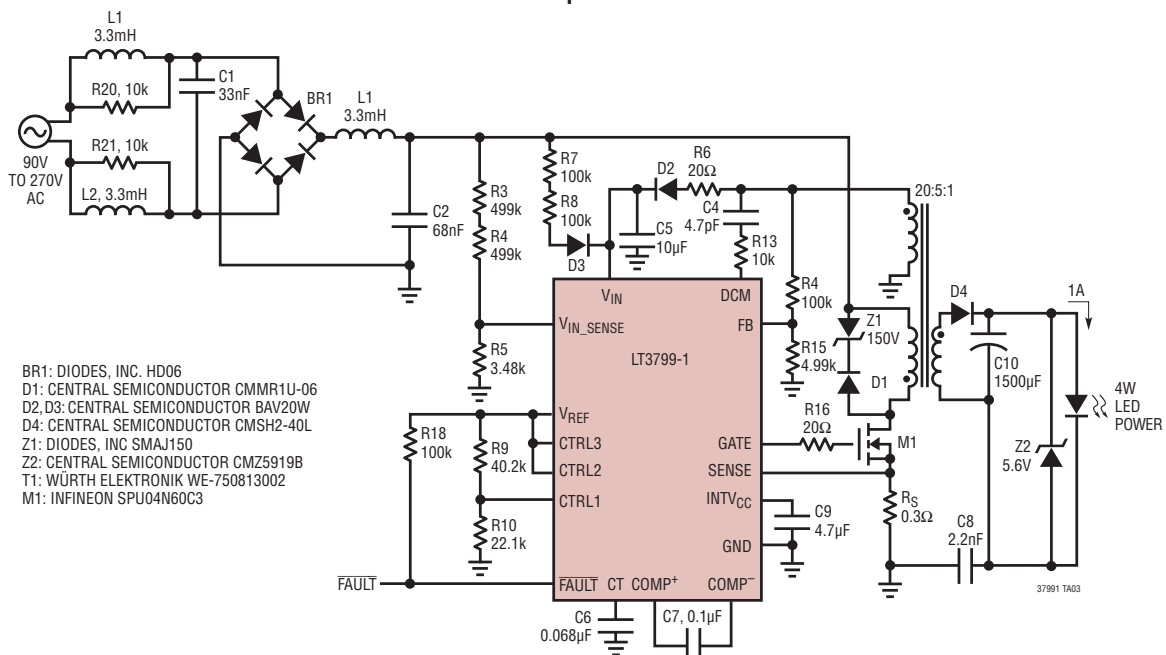 L1
3.3mH
R20, 10k
C1
33nF
BR1
L1
3.3mH
90V
TO 270V
AC
R21, 10k
L2, 3.3mH
C2
68nF
R3
499k
R4
499k
R5
3.48k
R7
100k
R8
100k
D3
D2
R6
20Ω
C5
10µF
C4
4.7pF
R13
10k
R4
100k
R15
4.99k
20:5:1
Z1
150V
D1
D4
1A
C10
1500µF
Z2
5.6V
4W
LED
POWER
VIN
DCM
VIN_SENSE
FB
LT3799-1
VREF
CTRL3
CTRL2
CTRL1
GATE
SENSE
INTVCC
GND
FAULT
CT
COMP+
COMP–
R16
20Ω
M1
RS
0.3Ω
C8
2.2nF
C9
4.7µF
R18
100k
R9
40.2k
R10
22.1k
FAULT
C6
0.068µF
C7, 0.1µF
BR1: DIODES, INC. HD06
D1: CENTRAL SEMICONDUCTOR CMMR1U-06
D2,D3: CENTRAL SEMICONDUCTOR BAV20W
D4: CENTRAL SEMICONDUCTOR CMSH2-40L
Z1: DIODES, INC SMAJ150
Z2: CENTRAL SEMICONDUCTOR CMZ5919B
T1: WÜRTH ELEKTRONIK WE-750813002
M1: INFINEON SPU04N60C3
37991 TA03